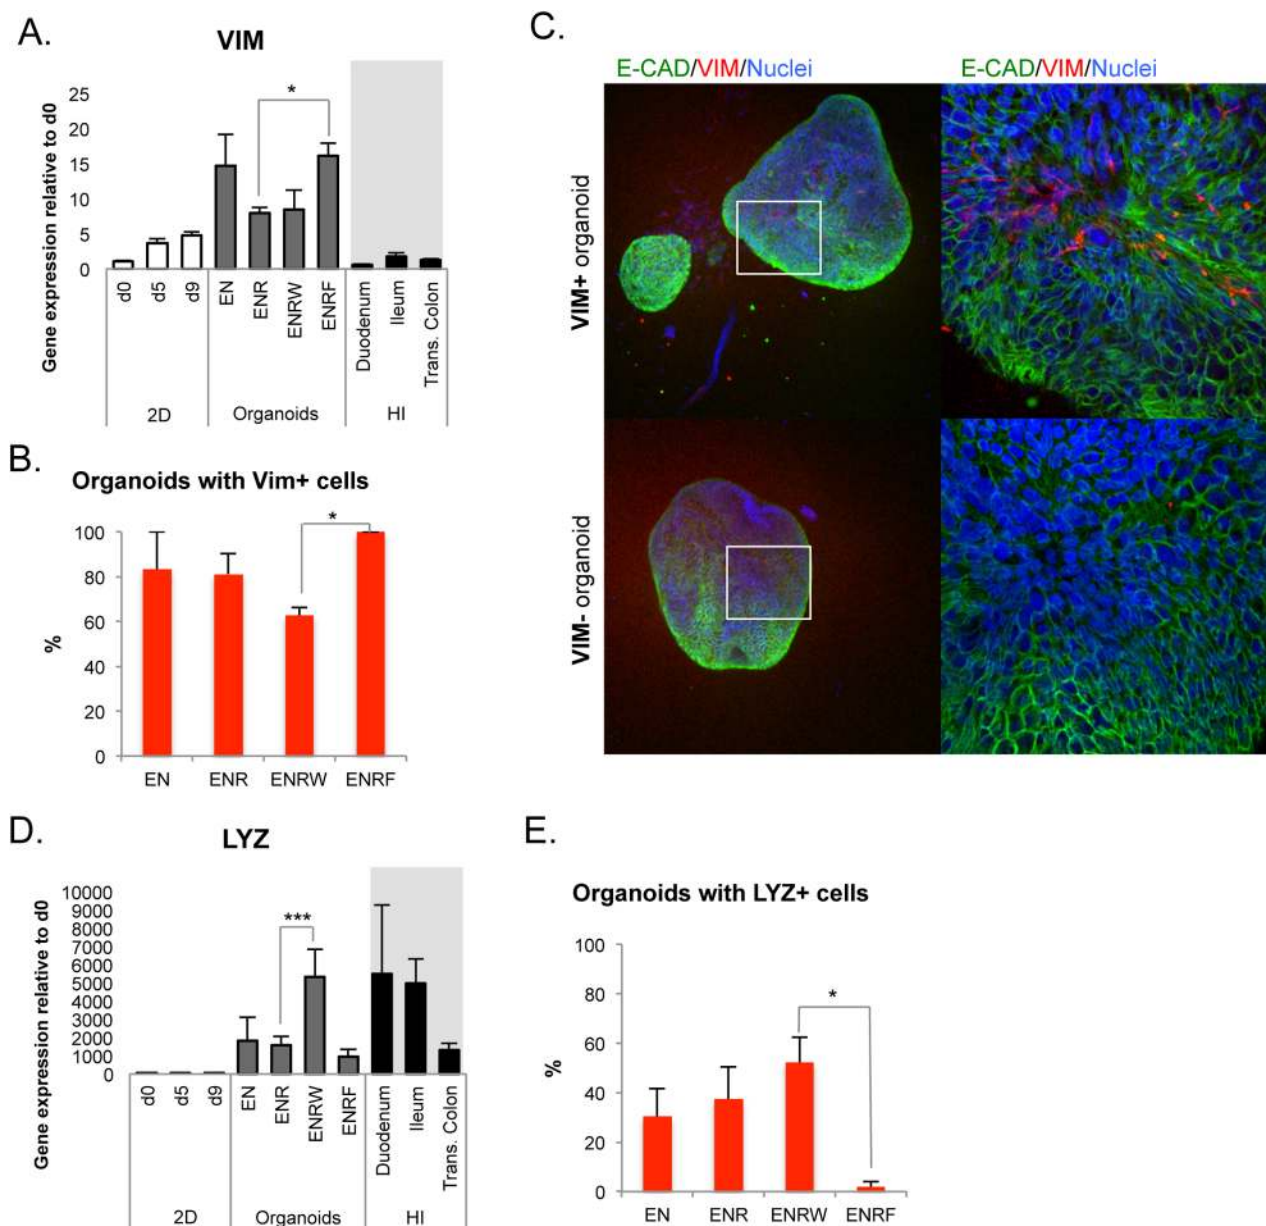 A.
VIM
Gene expression relative to d0
25
20
15
10
5
0
*
d0
d5
d9
EN
ENR
ENRW
ENRF
Duodenum
Ileum
Trans. Colon
2D
Organoids
HI
B.
Organoids with Vim+ cells
%
100
80
60
40
20
0
*
EN
ENR
ENRW
ENRF
C.
E-CAD/VIM/Nuclei
E-CAD/VIM/Nuclei
VIM+ organoid
VIM- organoid
D.
LYZ
Gene expression relative to d0
10000
9000
8000
7000
6000
5000
4000
3000
2000
1000
0
***
d0
d5
d9
EN
ENR
ENRW
ENRF
Duodenum
Ileum
Trans. Colon
2D
Organoids
HI
E.
Organoids with LYZ+ cells
%
100
80
60
40
20
0
*
EN
ENR
ENRW
ENRF